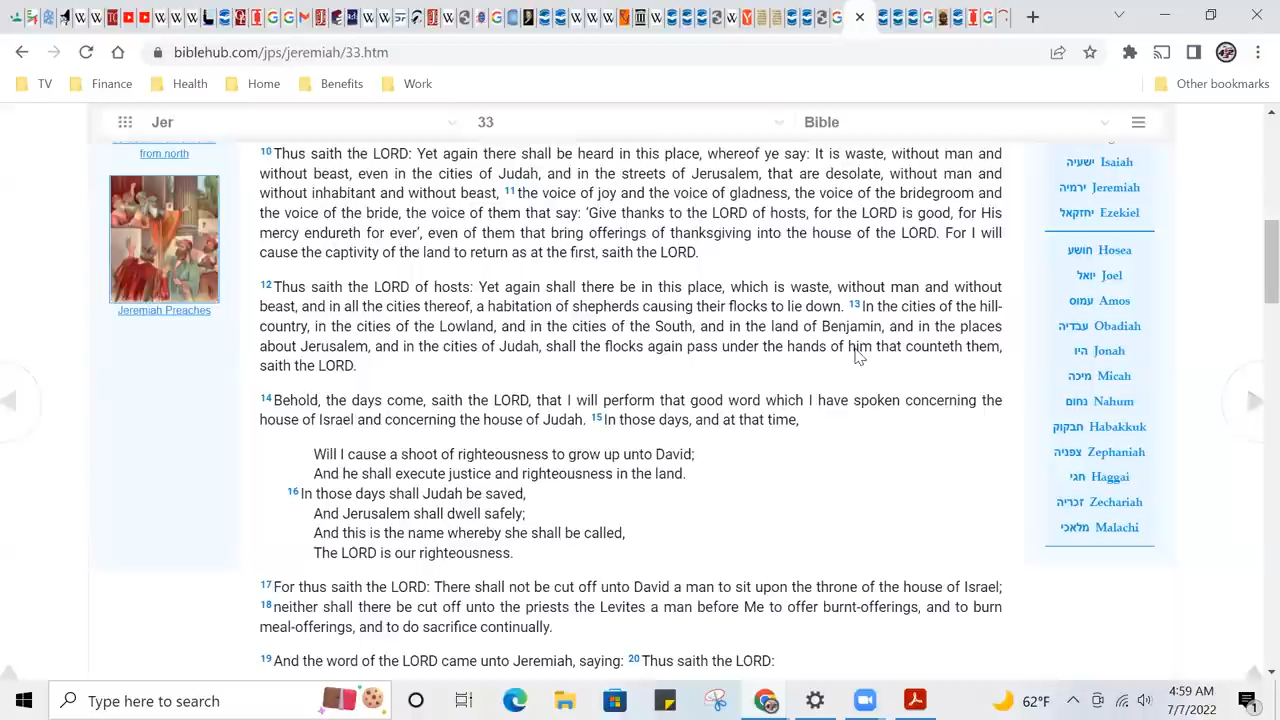 biblehub.com/jps/jeremiah/33.htm
TV Finance Health Home Benefits Work Other bookmarks
Jer 33 Bible
from north
Jeremiah Preaches
10 Thus saith the LORD: Yet again there shall be heard in this place, whereof ye say: It is waste, without man and
without beast, even in the cities of Judah, and in the streets of Jerusalem, that are desolate, without man and
without inhabitant and without beast, 11 the voice of joy and the voice of gladness, the voice of the bridegroom and
the voice of the bride, the voice of them that say: ‘Give thanks to the LORD of hosts, for the LORD is good, for His
mercy endureth for ever’, even of them that bring offerings of thanksgiving into the house of the LORD. For I will
cause the captivity of the land to return as at the first, saith the LORD.
12 Thus saith the LORD of hosts: Yet again shall there be in this place, which is waste, without man and without
beast, and in all the cities thereof, a habitation of shepherds causing their flocks to lie down. 13 In the cities of the hill-
country, in the cities of the Lowland, and in the cities of the South, and in the land of Benjamin, and in the places
about Jerusalem, and in the cities of Judah, shall the flocks again pass under the hands of him that counteth them,
saith the LORD.
14 Behold, the days come, saith the LORD, that I will perform that good word which I have spoken concerning the
house of Israel and concerning the house of Judah. 15 In those days, and at that time,
Will I cause a shoot of righteousness to grow up unto David;
And he shall execute justice and righteousness in the land.
16 In those days shall Judah be saved,
And Jerusalem shall dwell safely;
And this is the name whereby she shall be called,
The LORD is our righteousness.
17 For thus saith the LORD: There shall not be cut off unto David a man to sit upon the throne of the house of Israel;
18 neither shall there be cut off unto the priests the Levites a man before Me to offer burnt-offerings, and to burn
meal-offerings, and to do sacrifice continually.
19 And the word of the LORD came unto Jeremiah, saying: 20 Thus saith the LORD:
ישעיה Isaiah
ירמיה Jeremiah
יחזקאל Ezekiel
חושע Hosea
יואל Joel
עמוס Amos
עבדיה Obadiah
היו Jonah
מיכה Micah
נחום Nahum
חבקוק Habakkuk
צפניה Zephaniah
חגי Haggai
זכריה Zechariah
מלאכי Malachi
Type here to search
62°F
4:59 AM
7/7/2022
1